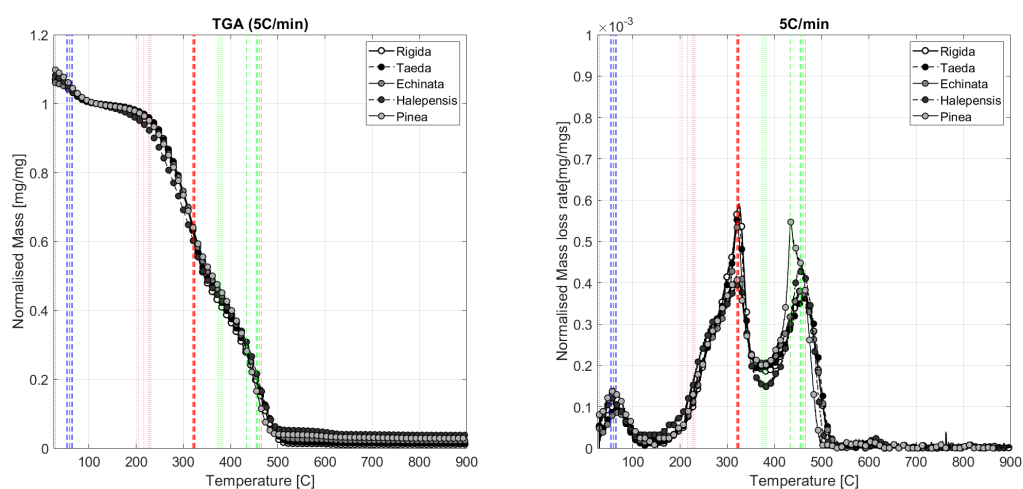 TGA (5C/min)
Normalised Mass [mg/mg]
1.2
1
0.8
0.6
0.4
0.2
0
100 200 300 400 500 600 700 800 900
Temperature [C]
Rigida
Taeda
Echinata
Halepensis
Pinea
5C/min
×10⁻³
Normalised Mass loss rate[mg/mgs]
1
0.9
0.8
0.7
0.6
0.5
0.4
0.3
0.2
0.1
0
100 200 300 400 500 600 700 800 900
Temperature [C]
Rigida
Taeda
Echinata
Halepensis
Pinea